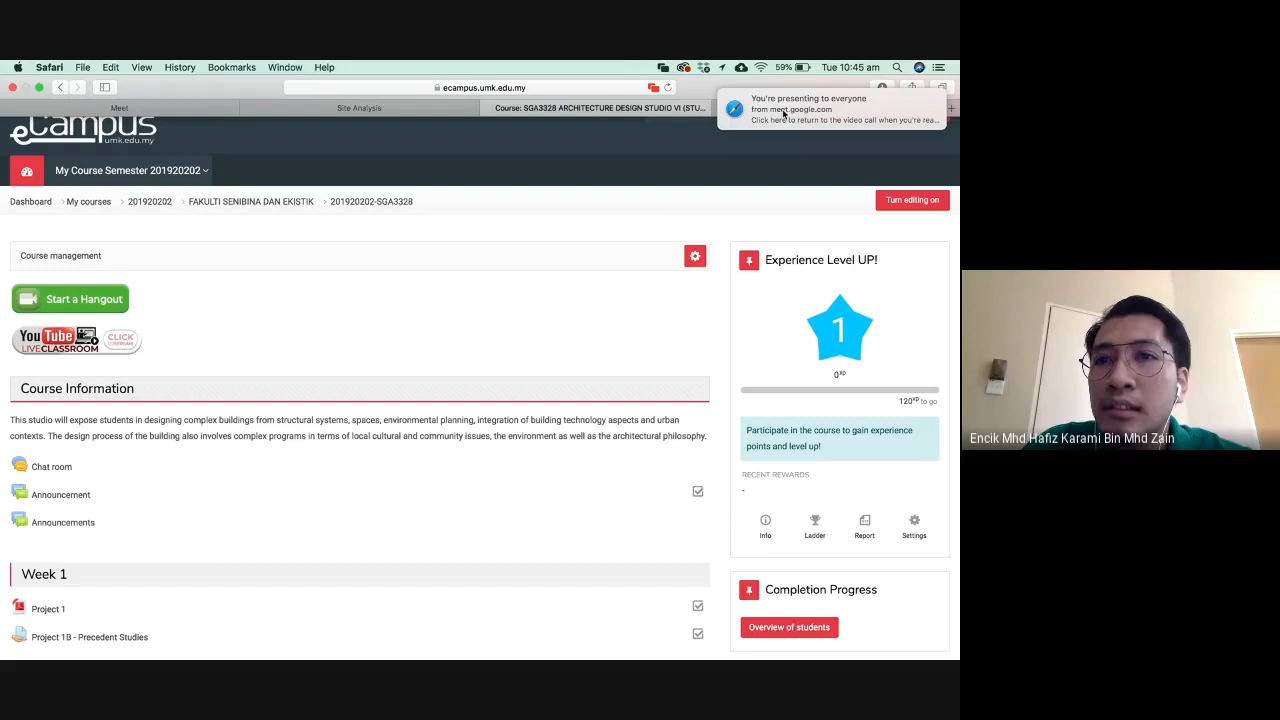 Safari File Edit View History Bookmarks Window Help 59% Tue 10:45 am
ecampus.umk.edu.my
Meet Site Analysis Course: SGA3328 ARCHITECTURE DESIGN STUDIO VI (STU...
You're presenting to everyone
from meet.google.com
Click here to return to the video call when you're rea...
eCampus
umk.edu.my
My Course Semester 201920202
Dashboard My courses 201920202 FAKULTI SENIBINA DAN EKISTIK 201920202-SGA3328
Turn editing on
Course management
Start a Hangout
YouTube CLICK
LIVECLASSROOM
Course Information
This studio will expose students in designing complex buildings from structural systems, spaces, environmental planning, integration of building technology aspects and urban
contexts. The design process of the building also involves complex programs in terms of local cultural and community issues, the environment as well as the architectural philosophy.
Chat room
Announcement
Announcements
Week 1
Project 1
Project 1B - Precedent Studies
Experience Level UP!
1
0xp
120xp to go
Participate in the course to gain experience
points and level up!
RECENT REWARDS
-
Info Ladder Report Settings
Completion Progress
Overview of students
Encik Mhd Hafiz Karami Bin Mhd Zain